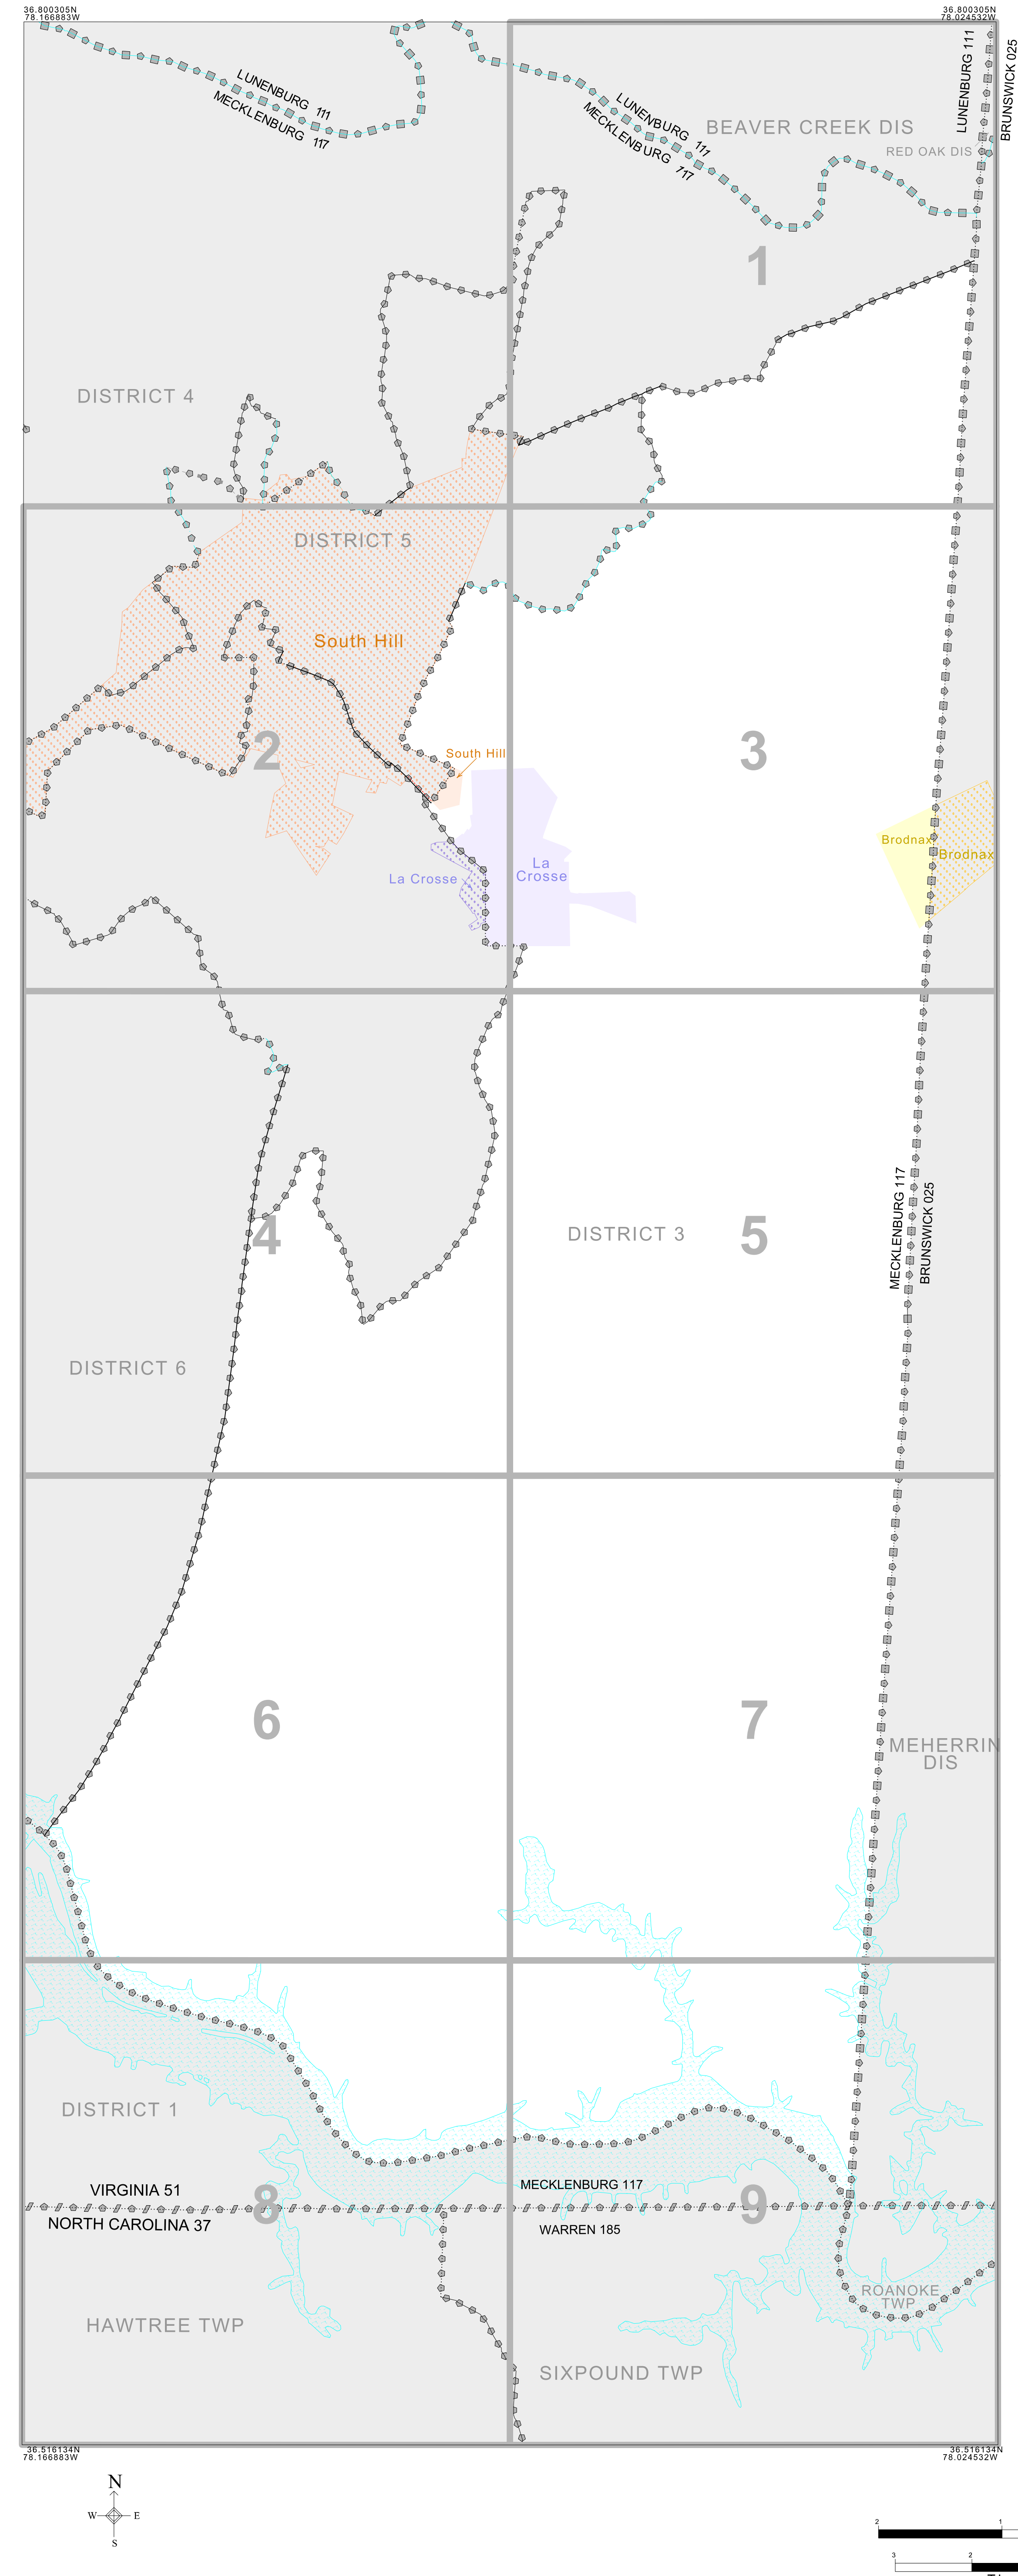 36.800305N
78.166883W
36.800305N
78.024532W
LUNENBURG 111
MECKLENBURG 117
LUNENBURG 111
MECKLENBURG 117
BEAVER CREEK DIS
RED OAK DIS
LUNENBURG 111
BRUNSWICK 025
1
DISTRICT 4
DISTRICT 5
South Hill
2
South Hill
3
Brodnax
Brodnax
La Crosse
La
Crosse
MECKLENBURG 117
BRUNSWICK 025
4
DISTRICT 3
5
DISTRICT 6
6
7
MEHERRIN
DIS
DISTRICT 1
VIRGINIA 51
NORTH CAROLINA 37
8
MECKLENBURG 117
WARREN 185
9
ROANOKE
TWP
HAWTREE TWP
SIXPOUND TWP
36.516134N
78.166883W
36.516134N
78.024532W
N
W E
S
2 1
3 2